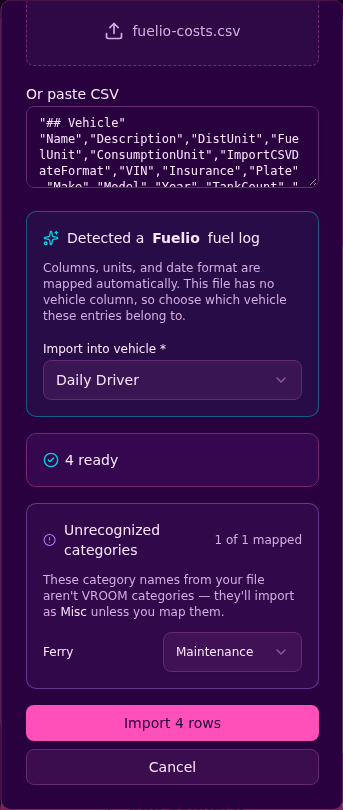 fuelio-costs.csv
Or paste CSV
"## Vehicle"
"Name","Description","DistUnit","Fue
lUnit","ConsumptionUnit","ImportCSVD
ateFormat","VIN","Insurance","Plate"
,"Make","Model","Year","TankCount","
Detected a Fuelio fuel log
Columns, units, and date format are
mapped automatically. This file has no
vehicle column, so choose which vehicle
these entries belong to.
Import into vehicle *
Daily Driver
4 ready
Unrecognized
categories
1 of 1 mapped
These category names from your file
aren't VROOM categories — they'll import
as Misc unless you map them.
Ferry
Maintenance
Import 4 rows
Cancel